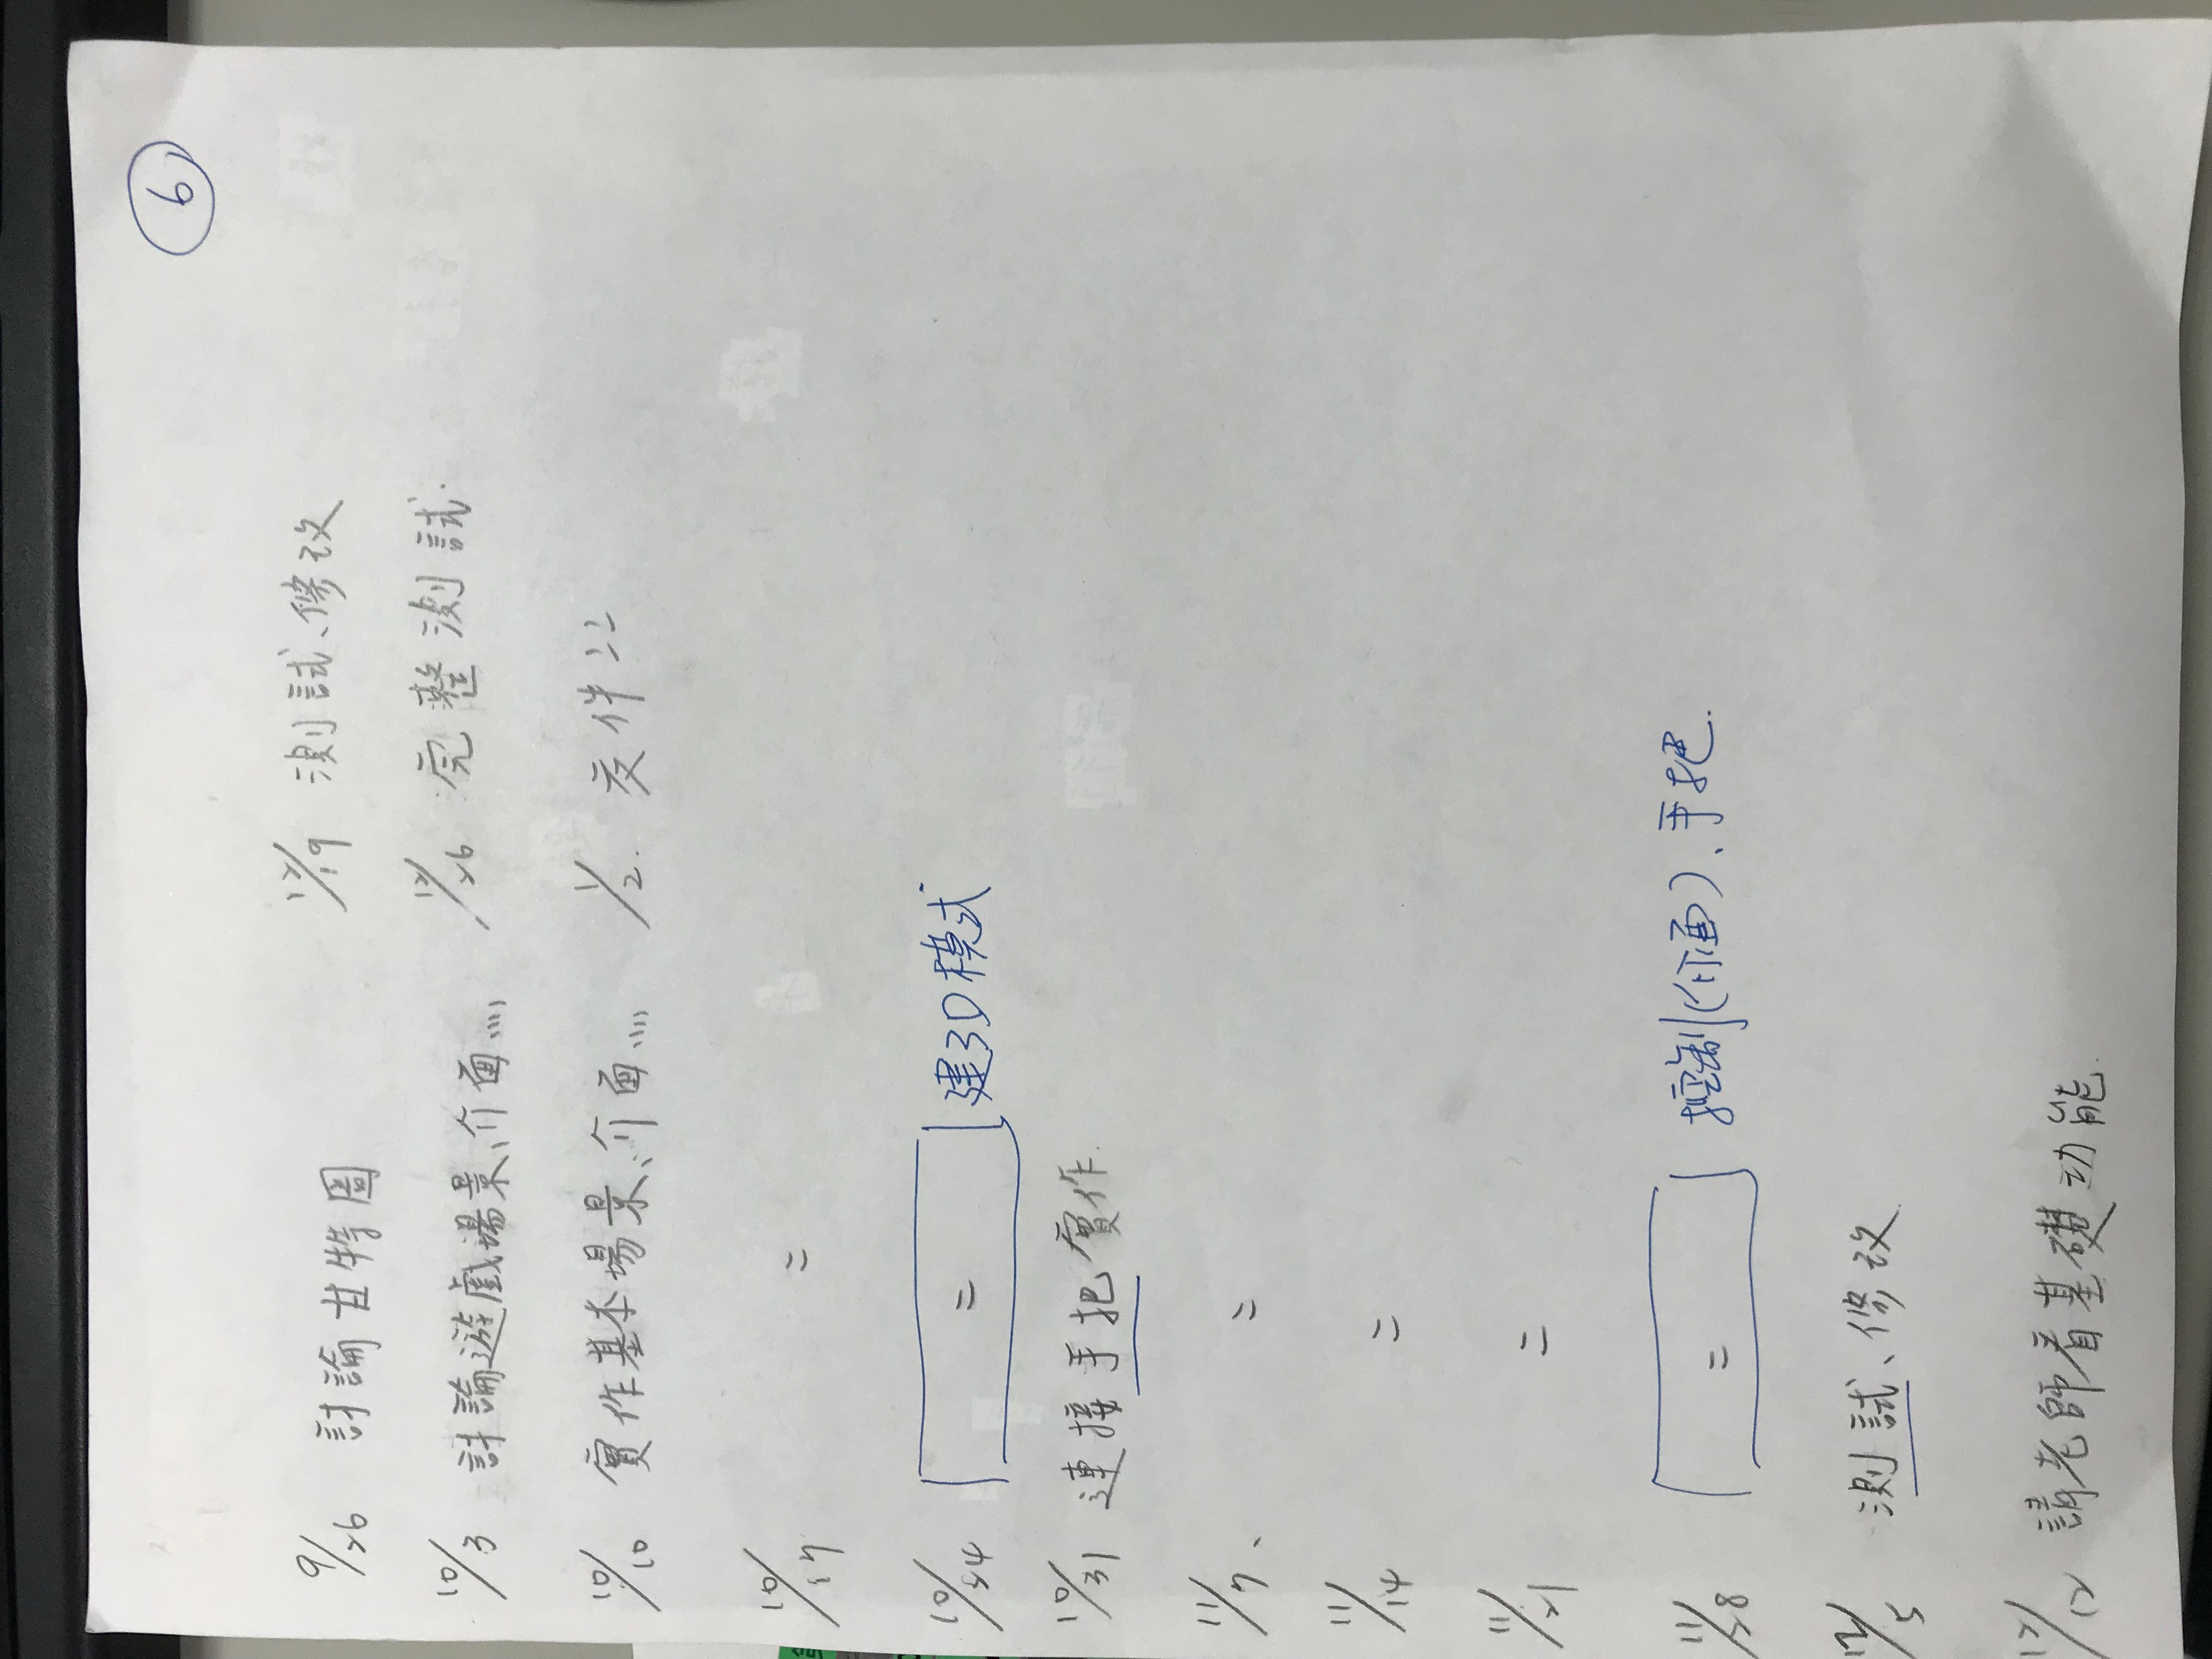 6
9/26 討論甘特圖
10/3 討論遊戲場景、介面...
10/10 實作基本場景、介面...
10/17 =
10/24 = 建3D模式
10/31 連接手把實作
11/7、 =
11/14 =
11/21 =
11/28 = 控制(介面)、手把.
12/5 測試、修改
12/12 請老師看基礎功能.
12/19 測試、修改
12/26 完整測試.
1/2. 交件::